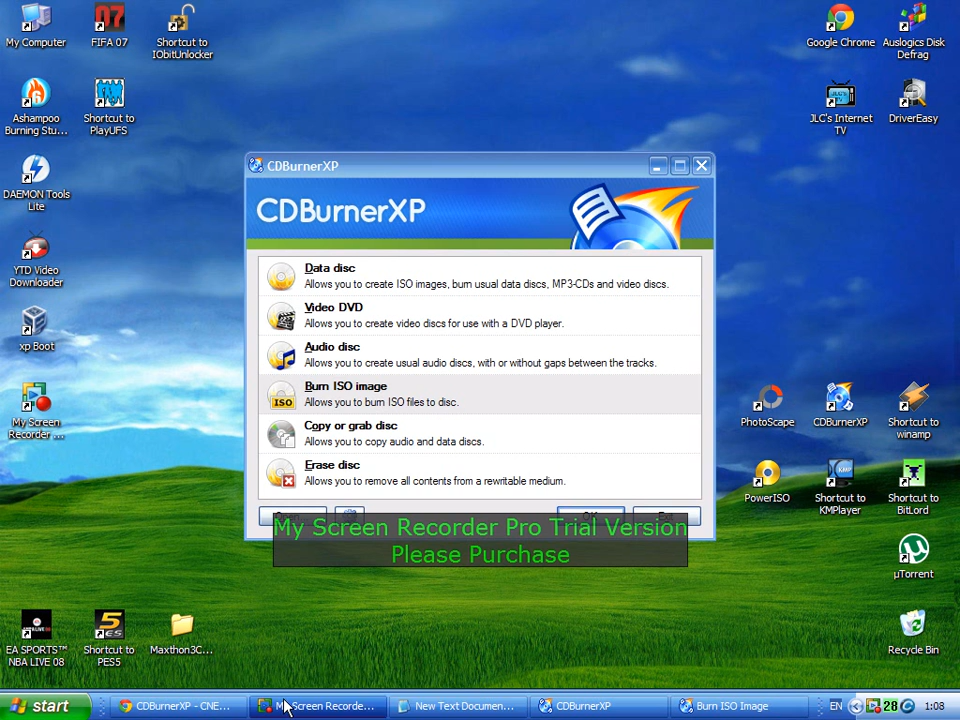 My Computer
FIFA 07
Shortcut to
IObitUnlocker
Google Chrome
Auslogics Disk
Defrag
6
Ashampoo
Burning Stu...
Shortcut to
PlayUFS
JLC's Internet
TV
DriverEasy
DAEMON Tools
Lite
YTD Video
Downloader
xp Boot
My Screen
Recorder ...
CDBurnerXP
CDBurnerXP
Data disc
Allows you to create ISO images, burn usual data discs, MP3-CDs and video discs.
Video DVD
Allows you to create video discs for use with a DVD player.
Audio disc
Allows you to create usual audio discs, with or without gaps between the tracks.
ISO
Burn ISO image
Allows you to burn ISO files to disc.
Copy or grab disc
Allows you to copy audio and data discs.
Erase disc
Allows you to remove all contents from a rewritable medium.
My Screen Recorder Pro Trial Version
Please Purchase
PhotoScape
CDBurnerXP
Shortcut to
winamp
PowerISO
KMP
Shortcut to
KMPlayer
Shortcut to
BitLord
µTorrent
EA SPORTS™
NBA LIVE 08
Shortcut to
PES5
Maxthon3C...
Recycle Bin
start
CDBurnerXP - CNE...
My Screen Recorde...
New Text Documen...
CDBurnerXP
Burn ISO Image
EN
28
1:08